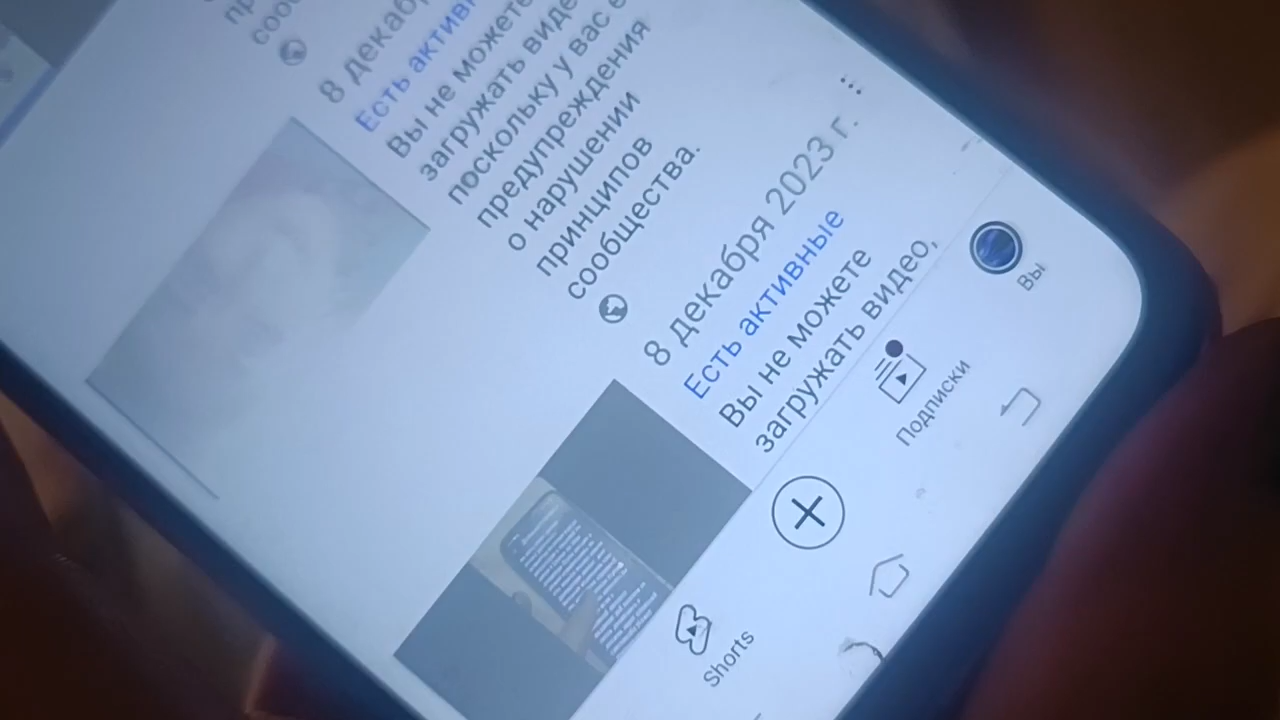 8 декабр
Есть актив
Вы не можете
загружать виде
поскольку у вас е
предупреждения
о нарушении
принципов
сообщества.
8 декабря 2023 г.
Есть активные
Вы не можете
загружать видео,
Shorts
Подписки
Вы